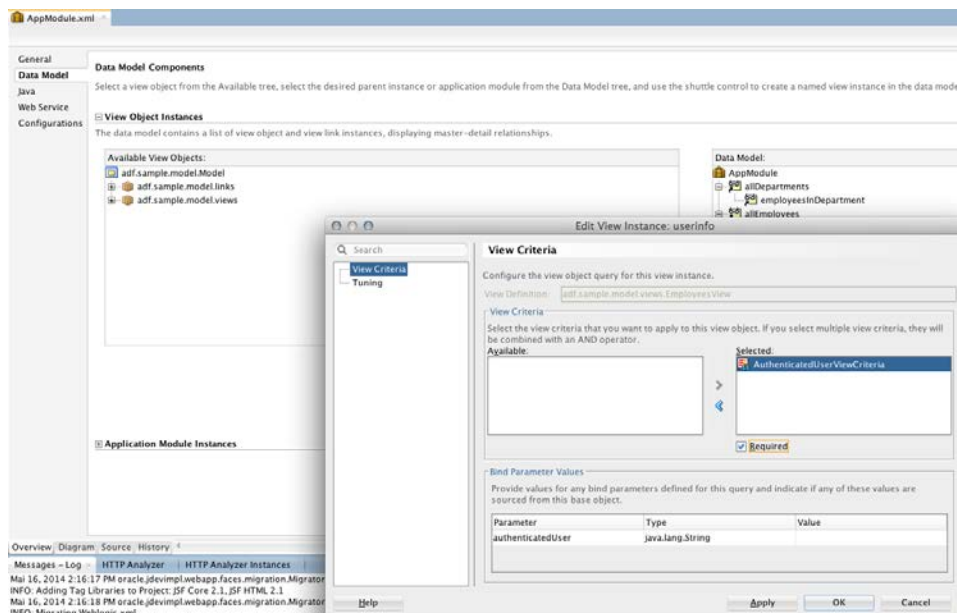 AppModule.xml
General
Data Model
Java
Web Service
Configurations
Data Model Components
Select a view object from the Available tree, select the desired parent instance or application module from the Data Model tree, and use the shuttle control to create a named view instance in the data mode
View Object Instances
The data model contains a list of view object and view link instances, displaying master-detail relationships.
Available View Objects:
adf.sample.model.Model
adf.sample.model.links
adf.sample.model.views
Data Model:
AppModule
allDepartments
employeesInDepartment
allEmployees
Application Module Instances
Edit View Instance: userinfo
Search
View Criteria
Tuning
View Criteria
Configure the view object query for this view instance.
View Definition: adf.sample.model.views.EmployeesView
View Criteria
Select the view criteria that you want to apply to this view object. If you select multiple view criteria, they will
be combined with an AND operator.
Available: Selected:
AuthenticatedUserViewCriteria
Required
Bind Parameter Values
Provide values for any bind parameters defined for this query and indicate if any of these values are
sourced from this base object.
Parameter Type Value
authenticatedUser java.lang.String
Help Apply OK Cancel
Overview Diagram Source History
Messages - Log HTTP Analyzer HTTP Analyzer Instances
Mai 16, 2014 2:16:17 PM oracle.jdevimpl.webapp.faces.migration.Migrator
INFO: Adding Tag Libraries to Project: JSF Core 2.1, JSF HTML 2.1
Mai 16, 2014 2:16:18 PM oracle.jdevimpl.webapp.faces.migration.Migrator
INFO: Migrating Weblogic.xml